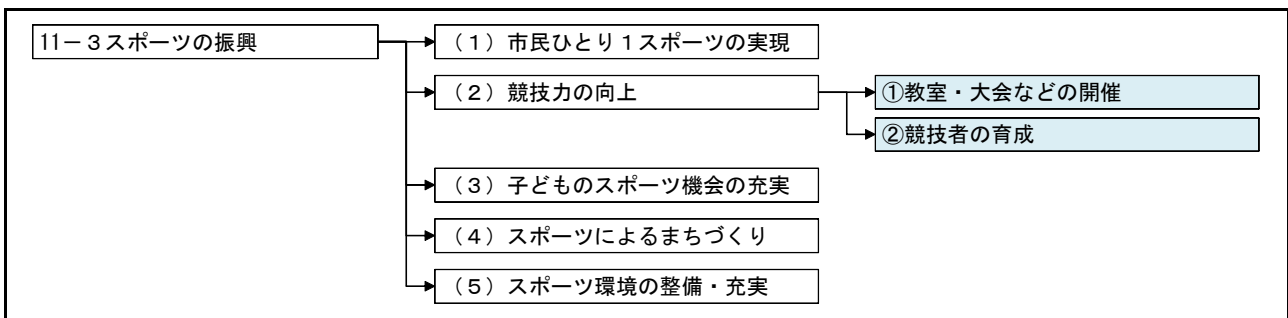 11－3スポーツの振興
（1）市民ひとり1スポーツの実現
（2）競技力の向上
①教室・大会などの開催
②競技者の育成
（3）子どものスポーツ機会の充実
（4）スポーツによるまちづくり
（5）スポーツ環境の整備・充実